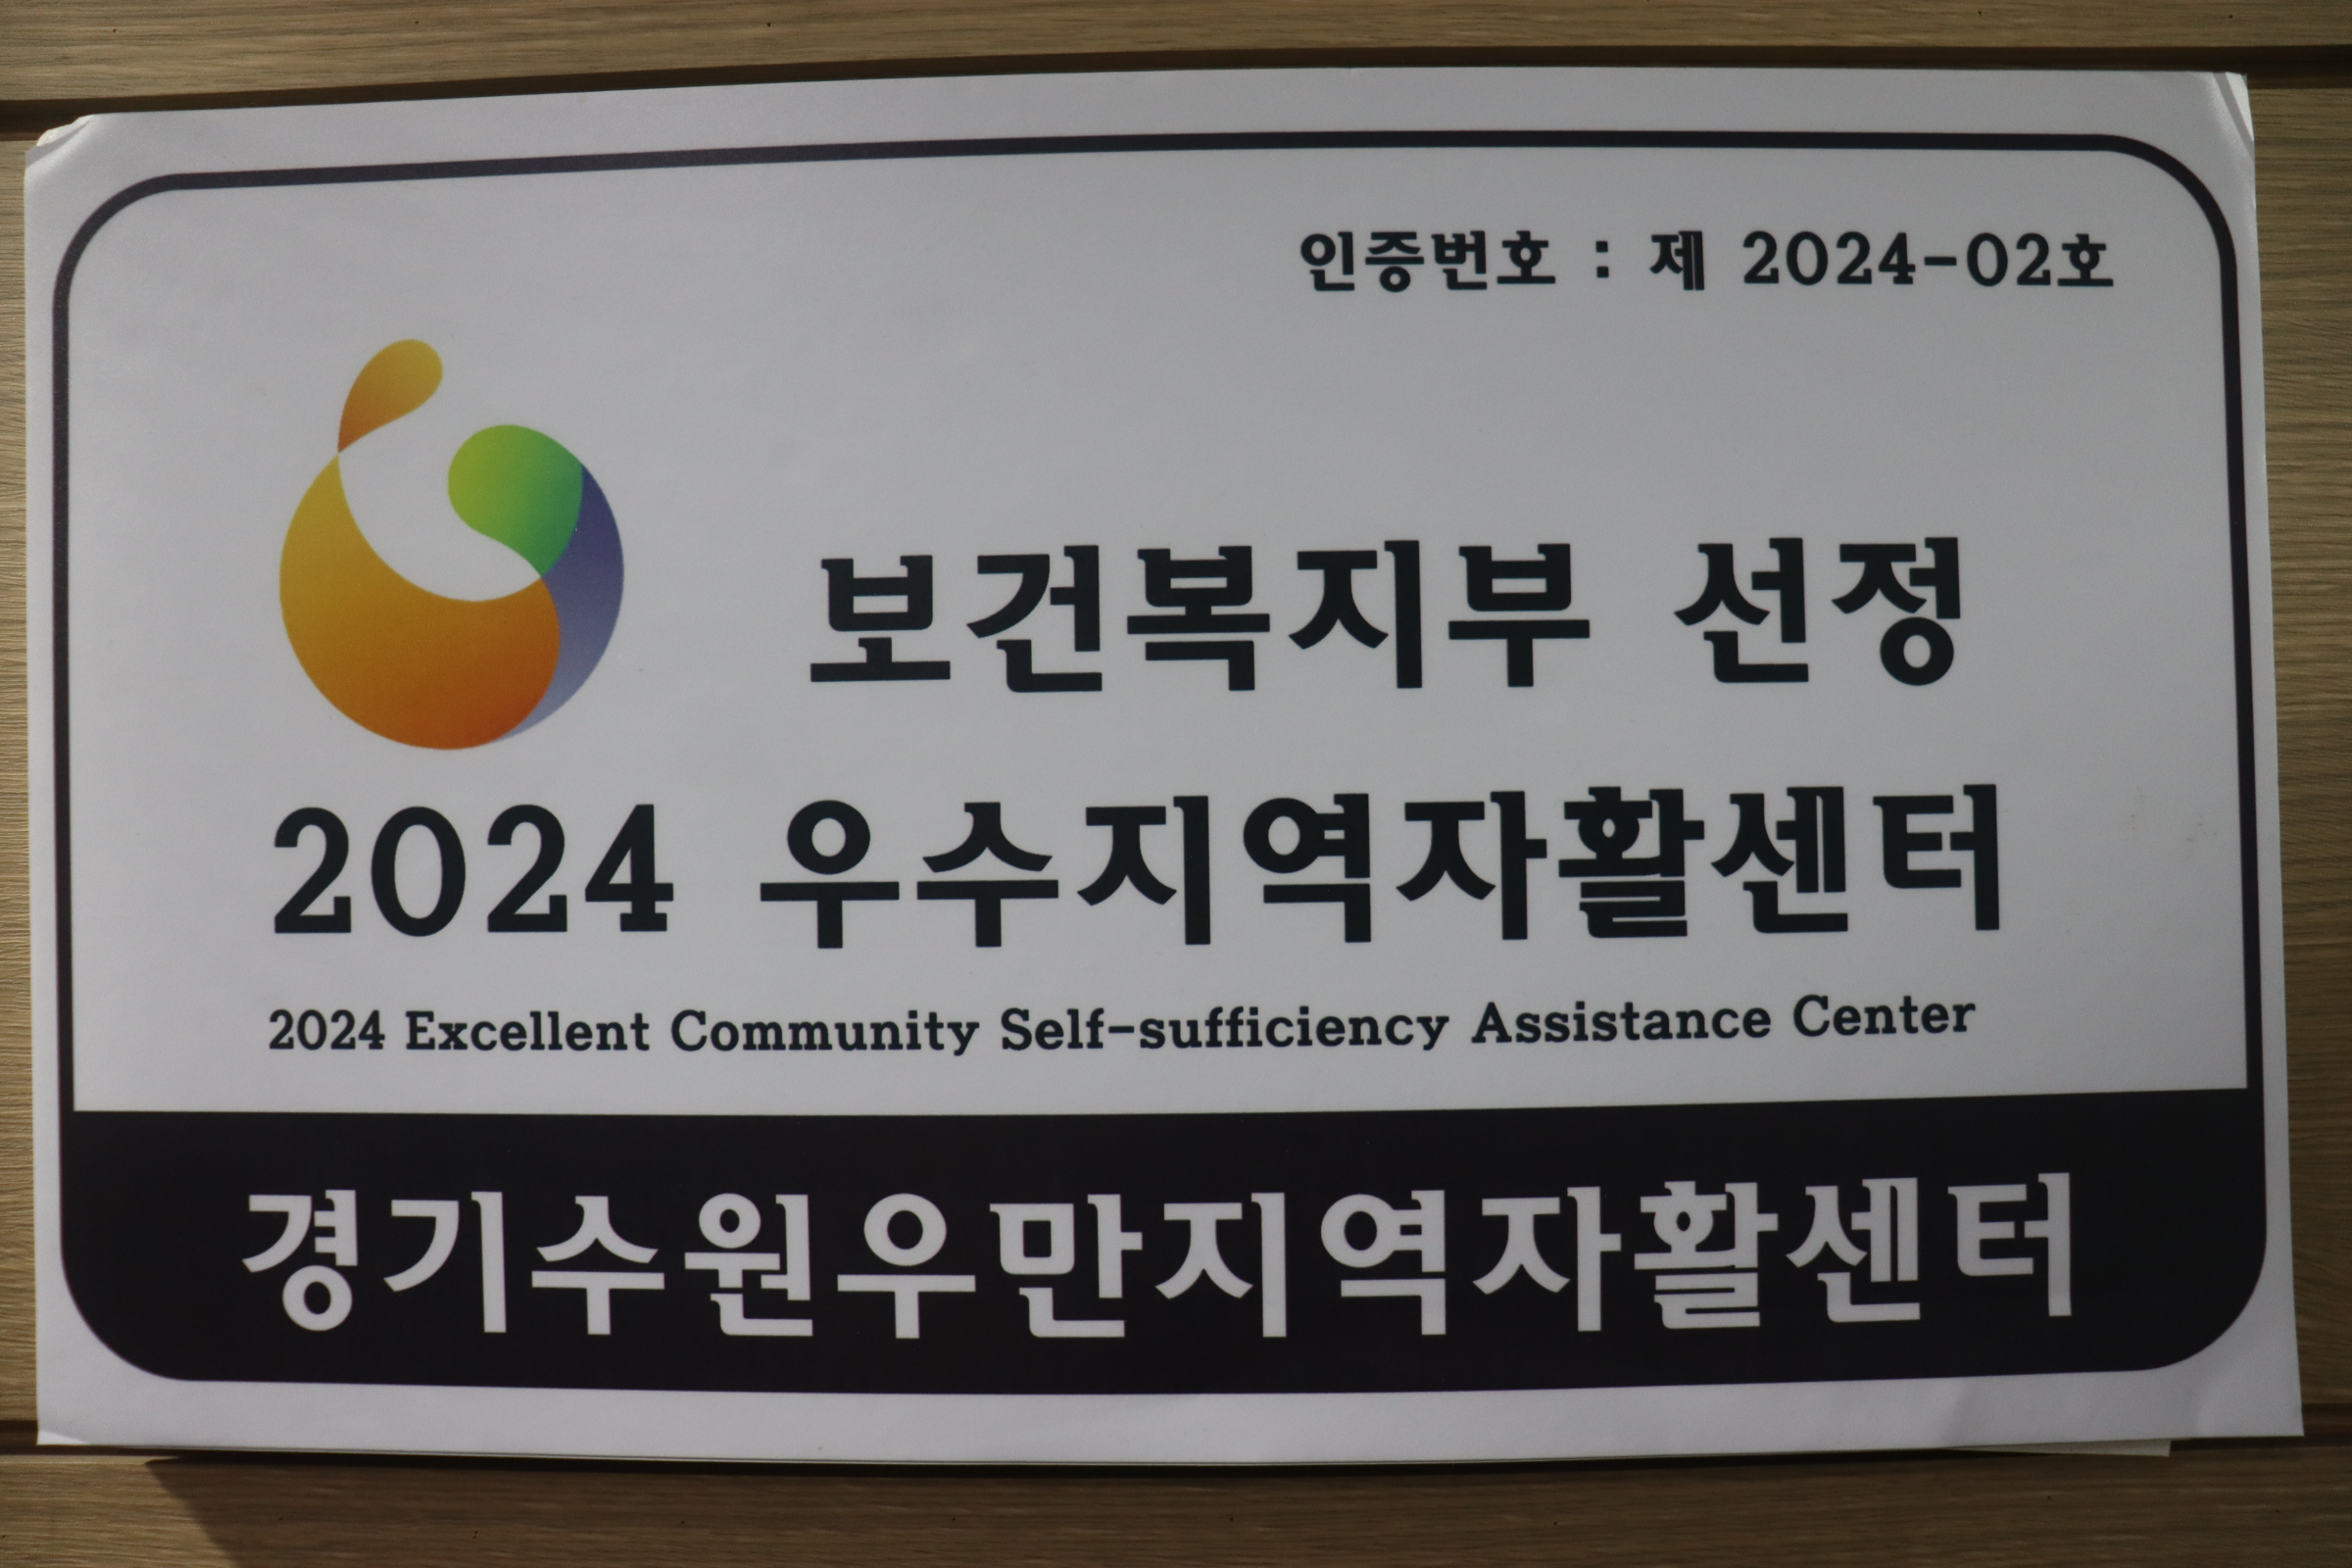 인증번호 : 제 2024-02호
보건복지부 선정
2024 우수지역자활센터
2024 Excellent Community Self-sufficiency Assistance Center
경기수원우만지역자활센터